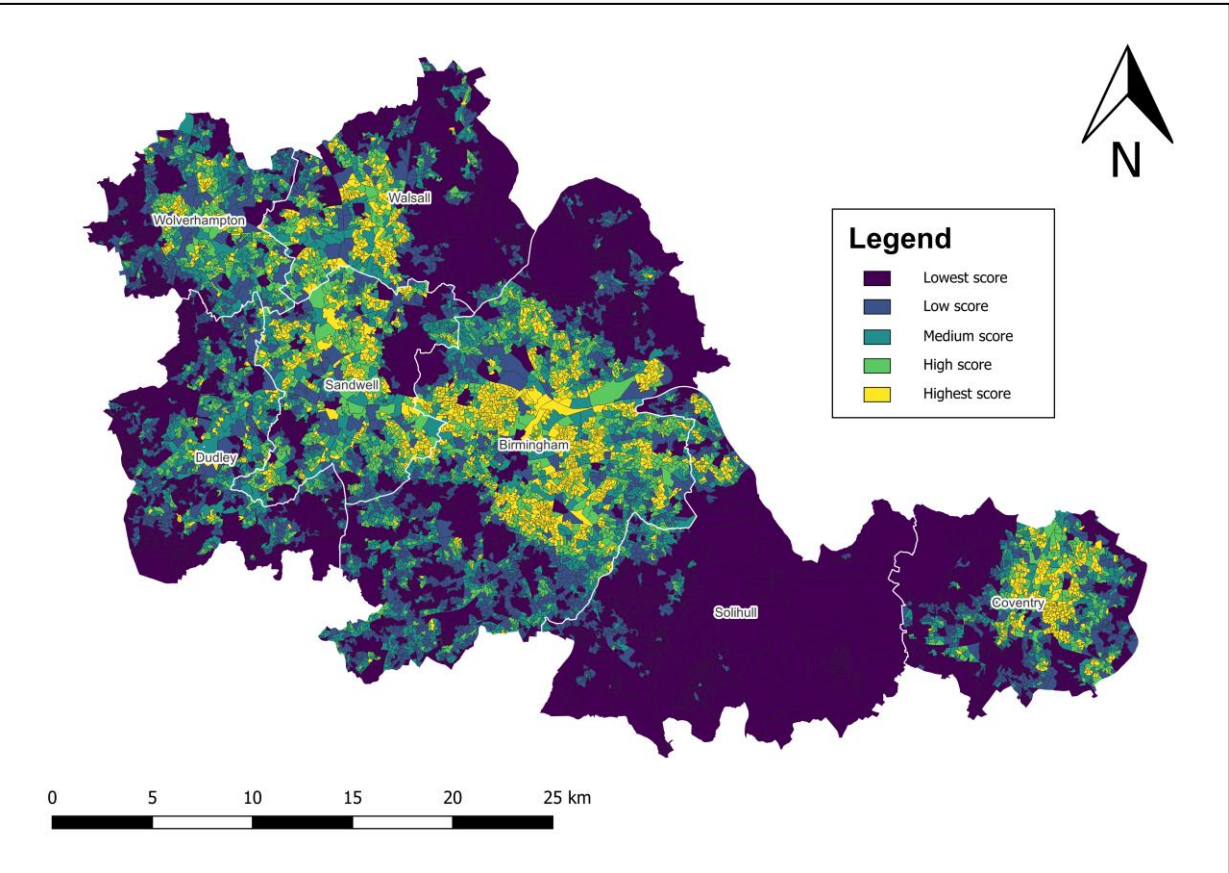 N
Walsall
Wolverhampton
Legend
Lowest score
Low score
Medium score
High score
Highest score
Sandwell
Birmingham
Dudley
Coventry
Solihull
0 5 10 15 20 25 km